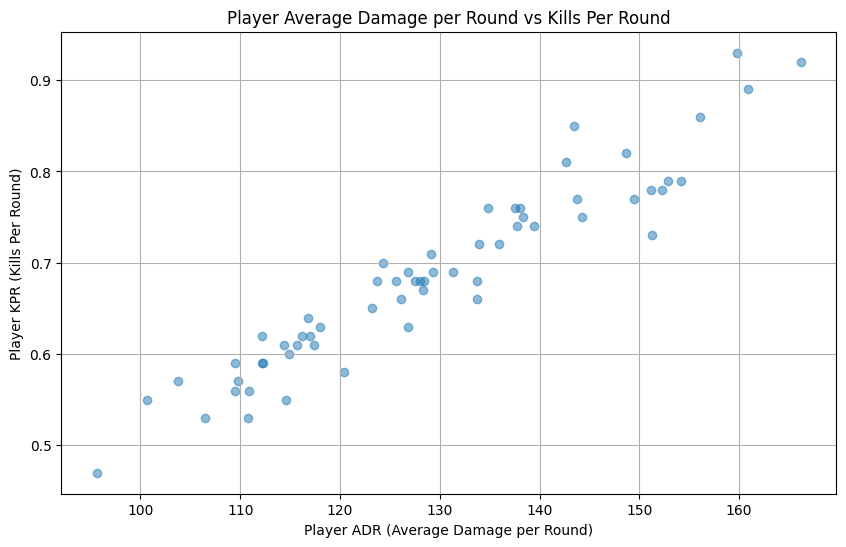 Player Average Damage per Round vs Kills Per Round
Player KPR (Kills Per Round)
0.9
0.8
0.7
0.6
0.5
100 110 120 130 140 150 160
Player ADR (Average Damage per Round)